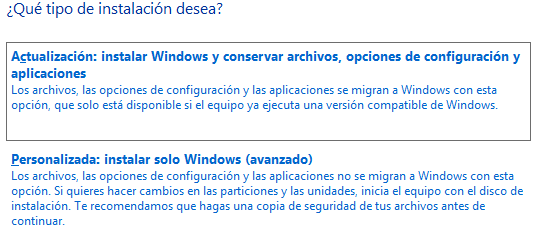 ¿Qué tipo de instalación desea?
Actualización: instalar Windows y conservar archivos, opciones de configuración y
aplicaciones
Los archivos, las opciones de configuración y las aplicaciones se migran a Windows con esta
opción, que solo está disponible si el equipo ya ejecuta una versión compatible de Windows.
Personalizada: instalar solo Windows (avanzado)
Los archivos, las opciones de configuración y las aplicaciones no se migran a Windows con esta
opción. Si quieres hacer cambios en las particiones y las unidades, inicia el equipo con el disco de
instalación. Te recomendamos que hagas una copia de seguridad de tus archivos antes de
continuar.